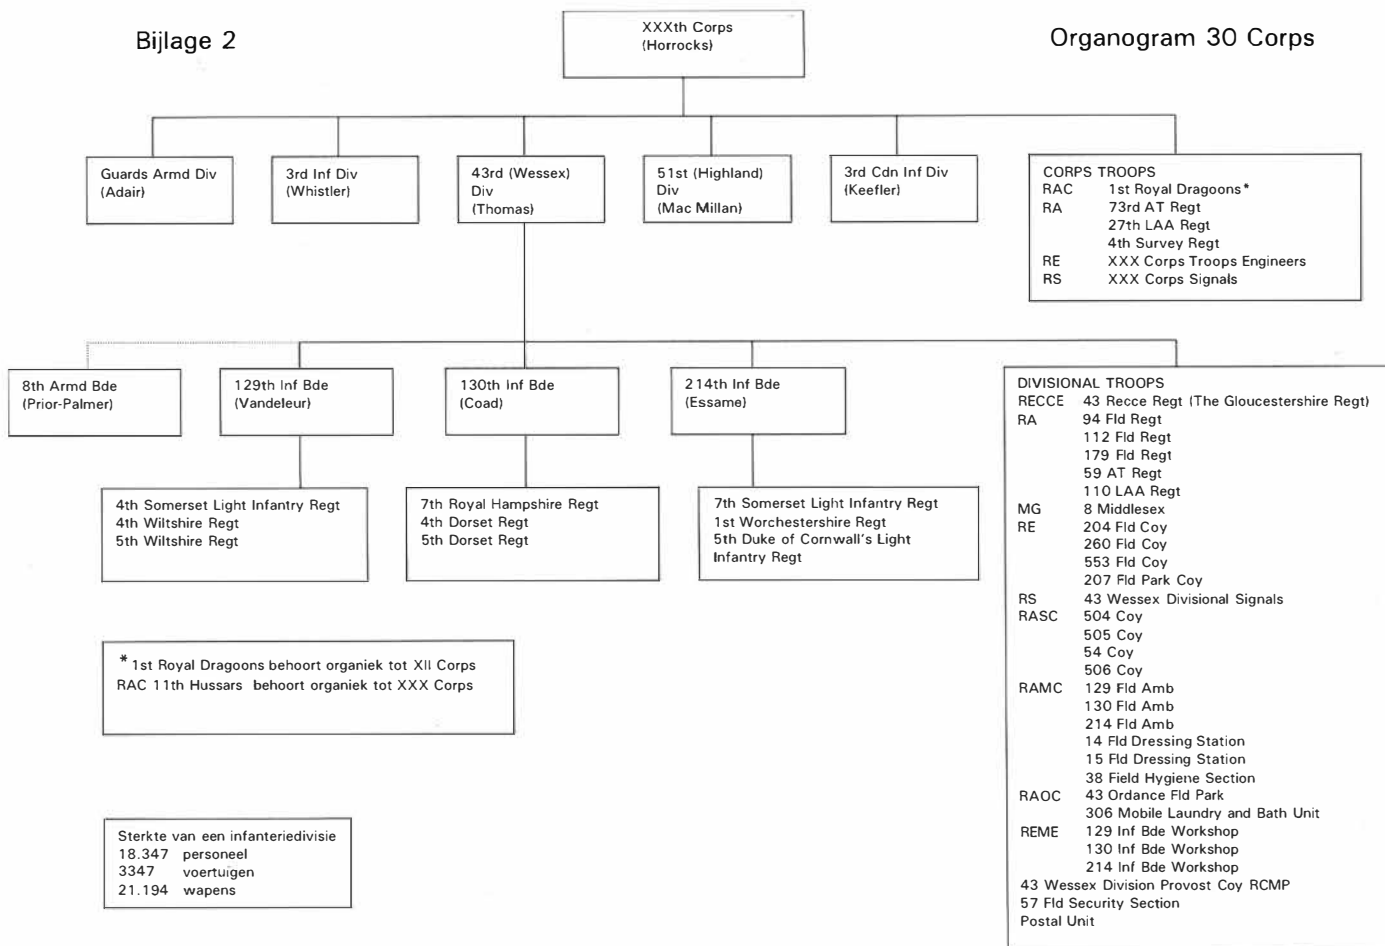 Bijlage 2
XXXth Corps
(Horrocks)
Organogram 30 Corps
Guards Armd Div
(Adair)
3rd Inf Div
(Whistler)
43rd (Wessex)
Div
(Thomas)
51st (Highland)
Div
(Mac Millan)
3rd Cdn Inf Div
(Keefler)
CORPS TROOPS
RAC 1st Royal Dragoons*
RA 73rd AT Regt
27th LAA Regt
4th Survey Regt
RE XXX Corps Troops Engineers
RS XXX Corps Signals
8th Armd Bde
(Prior-Palmer)
129th Inf Bde
(Vandeleur)
130th Inf Bde
(Coad)
214th Inf Bde
(Essame)
4th Somerset Light Infantry Regt
4th Wiltshire Regt
5th Wiltshire Regt
7th Royal Hampshire Regt
4th Dorset Regt
5th Dorset Regt
7th Somerset Light Infantry Regt
1st Worchestershire Regt
5th Duke of Cornwall's Light
Infantry Regt
DIVISIONAL TROOPS
RECCE 43 Recce Regt (The Gloucestershire Regt)
RA 94 Fld Regt
112 Fld Regt
179 Fld Regt
59 AT Regt
110 LAA Regt
MG 8 Middlesex
RE 204 Fld Coy
260 Fld Coy
553 Fld Coy
207 Fld Park Coy
RS 43 Wessex Divisional Signals
RASC 504 Coy
505 Coy
54 Coy
506 Coy
RAMC 129 Fld Amb
130 Fld Amb
214 Fld Amb
14 Fld Dressing Station
15 Fld Dressing Station
38 Field Hygiene Section
RAOC 43 Ordance Fld Park
306 Mobile Laundry and Bath Unit
REME 129 Inf Bde Workshop
130 Inf Bde Workshop
214 Inf Bde Workshop
43 Wessex Division Provost Coy RCMP
57 Fld Security Section
Postal Unit
* 1st Royal Dragoons behoort organiek tot XII Corps
RAC 11th Hussars behoort organiek tot XXX Corps
Sterkte van een infanteriedivisie
18.347 personeel
3347 voertuigen
21.194 wapens